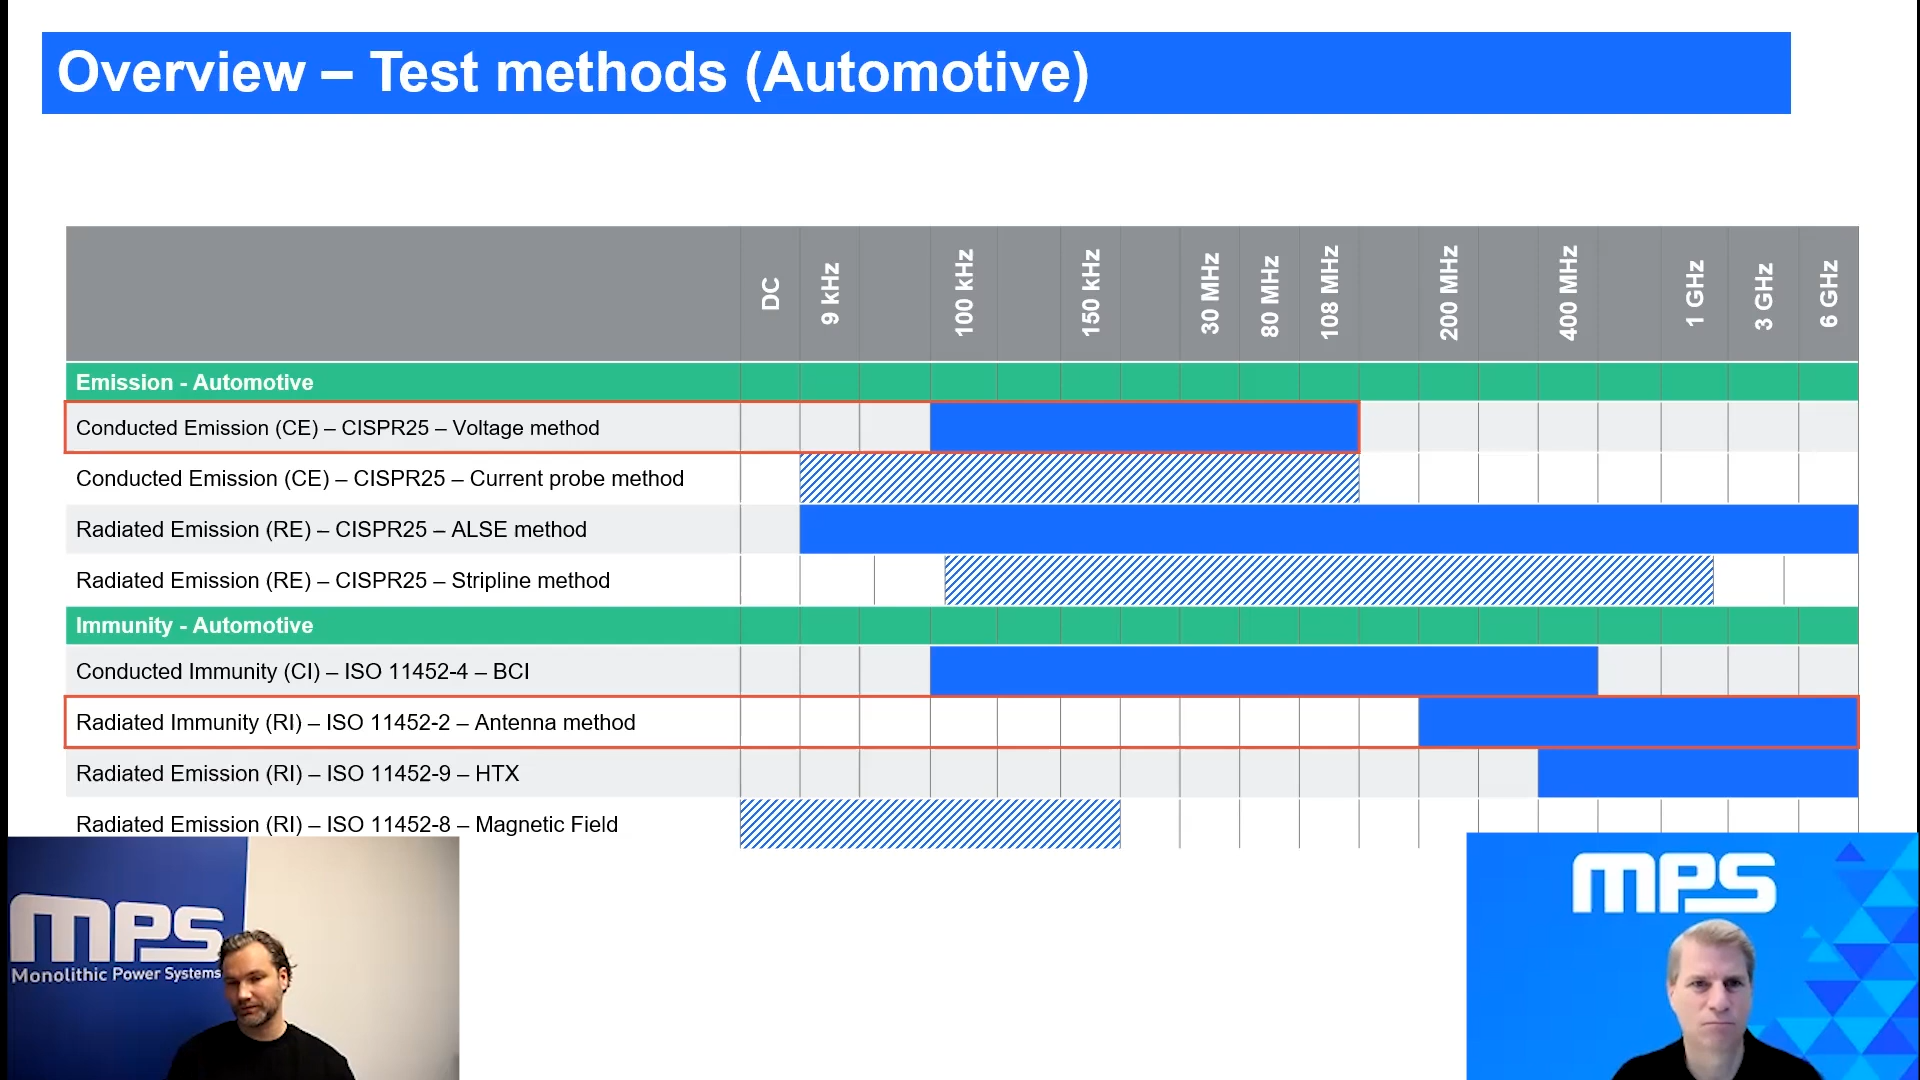 Overview – Test methods (Automotive)
DC 9 kHz 100 kHz 150 kHz 30 MHz 80 MHz 108 MHz 200 MHz 400 MHz 1 GHz 3 GHz 6 GHz
Emission - Automotive
Conducted Emission (CE) – CISPR25 – Voltage method
Conducted Emission (CE) – CISPR25 – Current probe method
Radiated Emission (RE) – CISPR25 – ALSE method
Radiated Emission (RE) – CISPR25 – Stripline method
Immunity - Automotive
Conducted Immunity (CI) – ISO 11452-4 – BCI
Radiated Immunity (RI) – ISO 11452-2 – Antenna method
Radiated Emission (RI) – ISO 11452-9 – HTX
Radiated Emission (RI) – ISO 11452-8 – Magnetic Field
mPS
Monolithic Power Systems
mPS